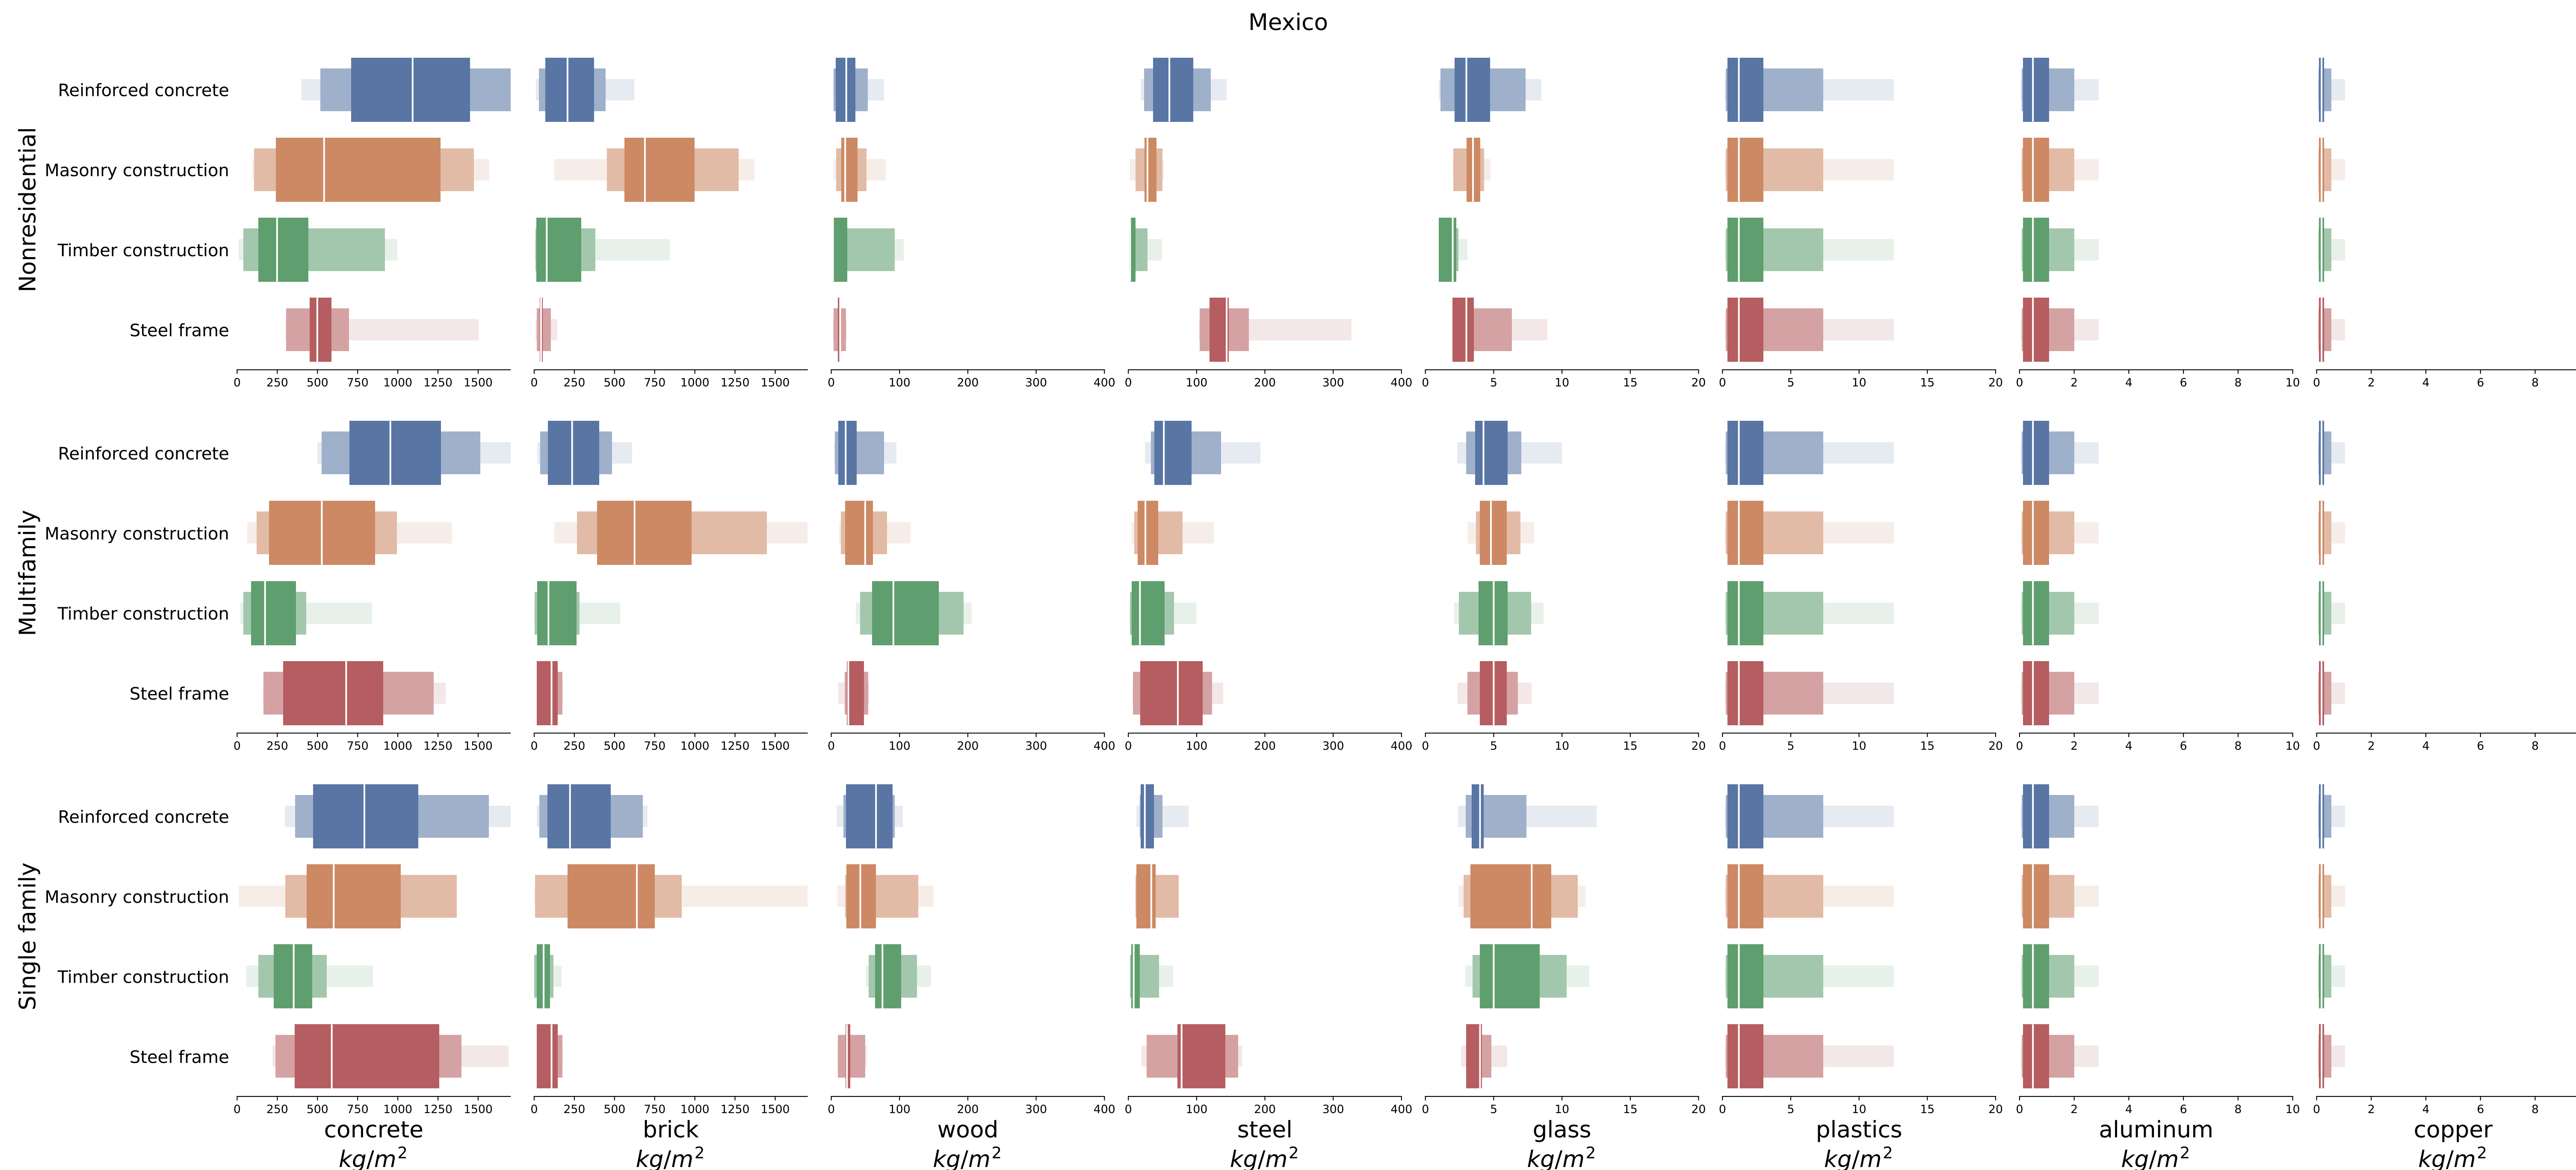 Mexico
Nonresidential
Reinforced concrete
Masonry construction
Timber construction
Steel frame
0 250 500 750 1000 1250 1500
0 250 500 750 1000 1250 1500
0 100 200 300 400
0 100 200 300 400
0 5 10 15 20
0 5 10 15 20
0 2 4 6 8 10
0 2 4 6 8
Multifamily
Reinforced concrete
Masonry construction
Timber construction
Steel frame
0 250 500 750 1000 1250 1500
0 250 500 750 1000 1250 1500
0 100 200 300 400
0 100 200 300 400
0 5 10 15 20
0 5 10 15 20
0 2 4 6 8 10
0 2 4 6 8
Single family
Reinforced concrete
Masonry construction
Timber construction
Steel frame
0 250 500 750 1000 1250 1500
0 250 500 750 1000 1250 1500
0 100 200 300 400
0 100 200 300 400
0 5 10 15 20
0 5 10 15 20
0 2 4 6 8 10
0 2 4 6 8
concrete
kg/m²
brick
kg/m²
wood
kg/m²
steel
kg/m²
glass
kg/m²
plastics
kg/m²
aluminum
kg/m²
copper
kg/m²